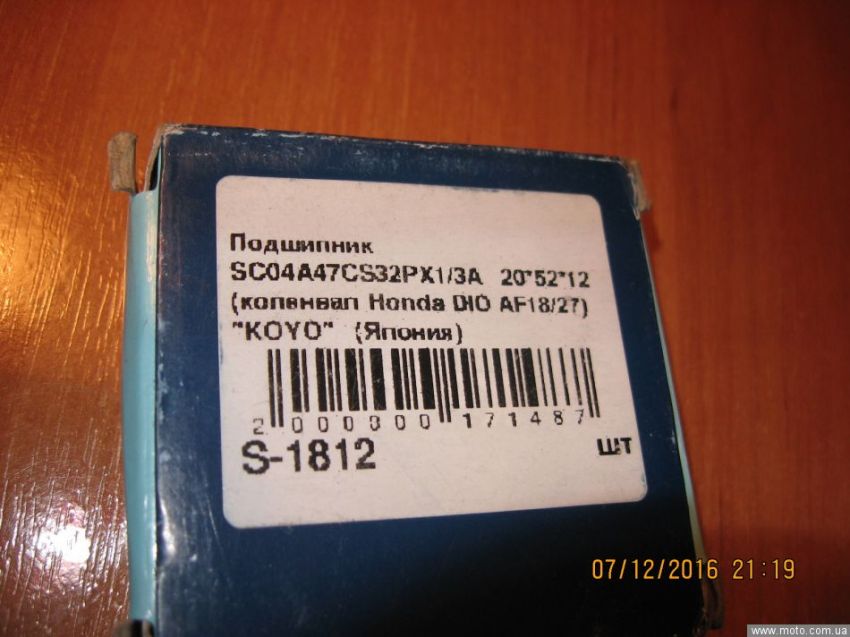 Подшипник
SC04A47CS32PX1/3A 20*52*12
(коленвал Honda DIO AF18/27)
"KOYO" (Япония)
2 000000 171487
S-1812 шт
07/12/2016 21:19
www.moto.com.ua